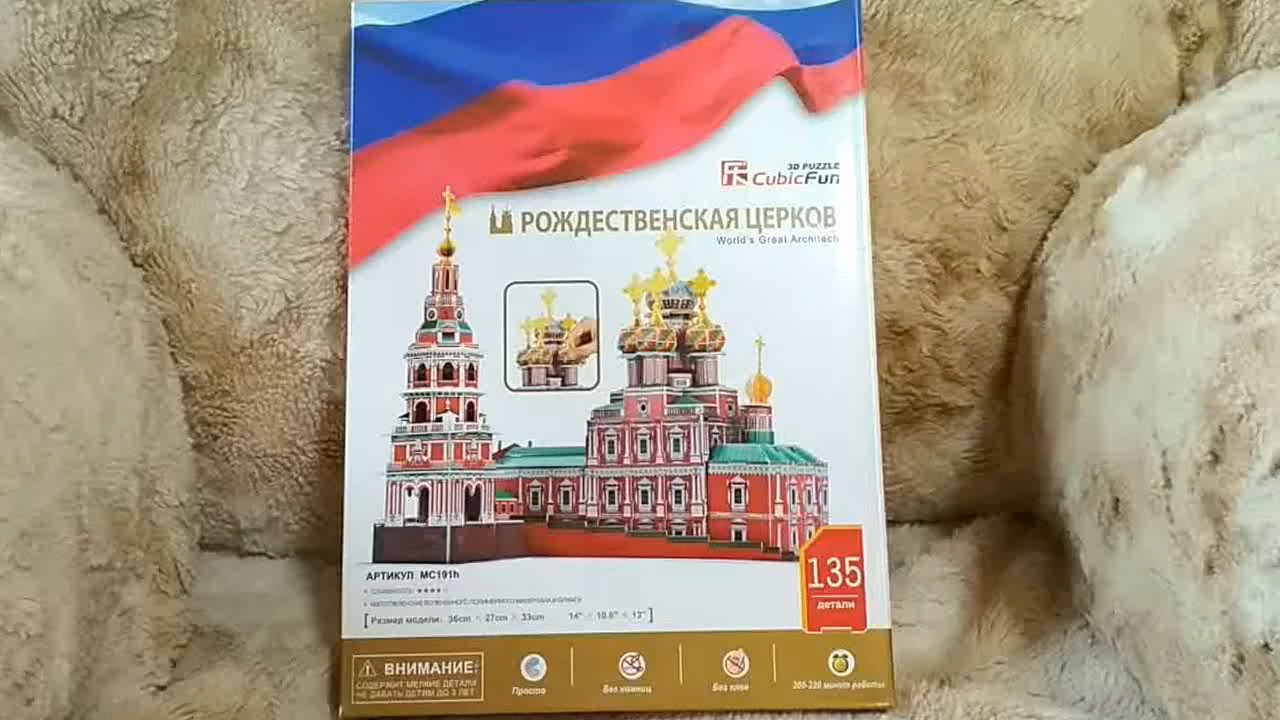 3D PUZZLE
CubicFun
РОЖДЕСТВЕНСКАЯ ЦЕРКОВ
World's Great Architech
АРТИКУЛ: MC191h
[Размер модели: 36cm × 27cm × 33cm 14" × 10.6" × 13"]
135
детали
ВНИМАНИЕ:
СОДЕРЖИТ МЕЛКИЕ ДЕТАЛИ
НЕ ДАВАТЬ ДЕТЯМ ДО 3 ЛЕТ
Просто
Без ножниц
Без клея
200-220 минут работы